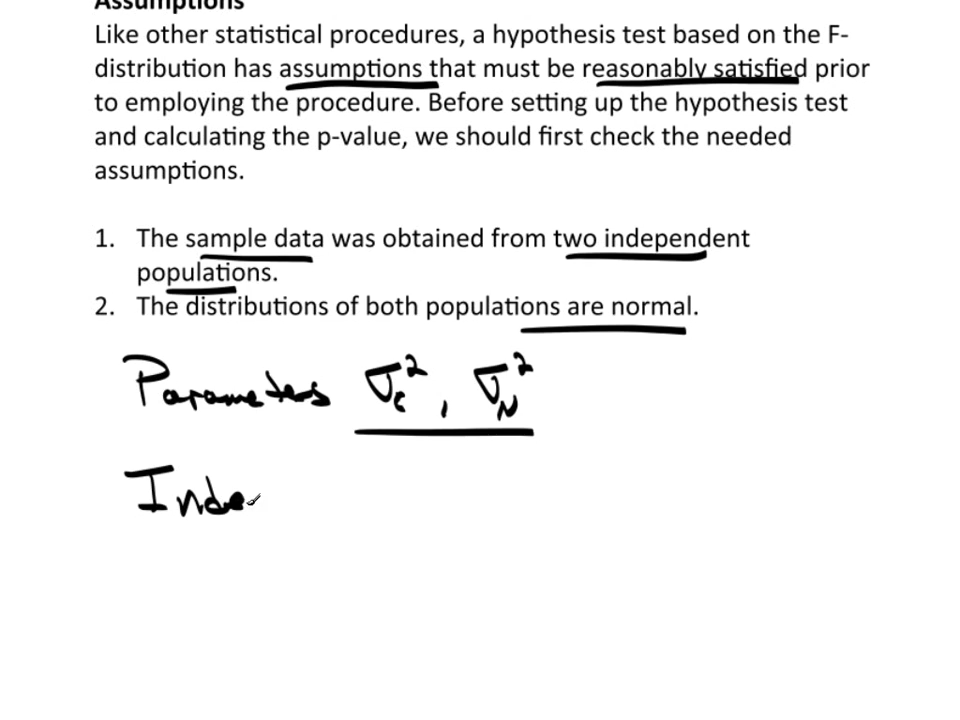 Assumptions
Like other statistical procedures, a hypothesis test based on the F-
distribution has assumptions that must be reasonably satisfied prior
to employing the procedure. Before setting up the hypothesis test
and calculating the p-value, we should first check the needed
assumptions.
1. The sample data was obtained from two independent
populations.
2. The distributions of both populations are normal.
Parameters σ_c², σ_N²
Inde